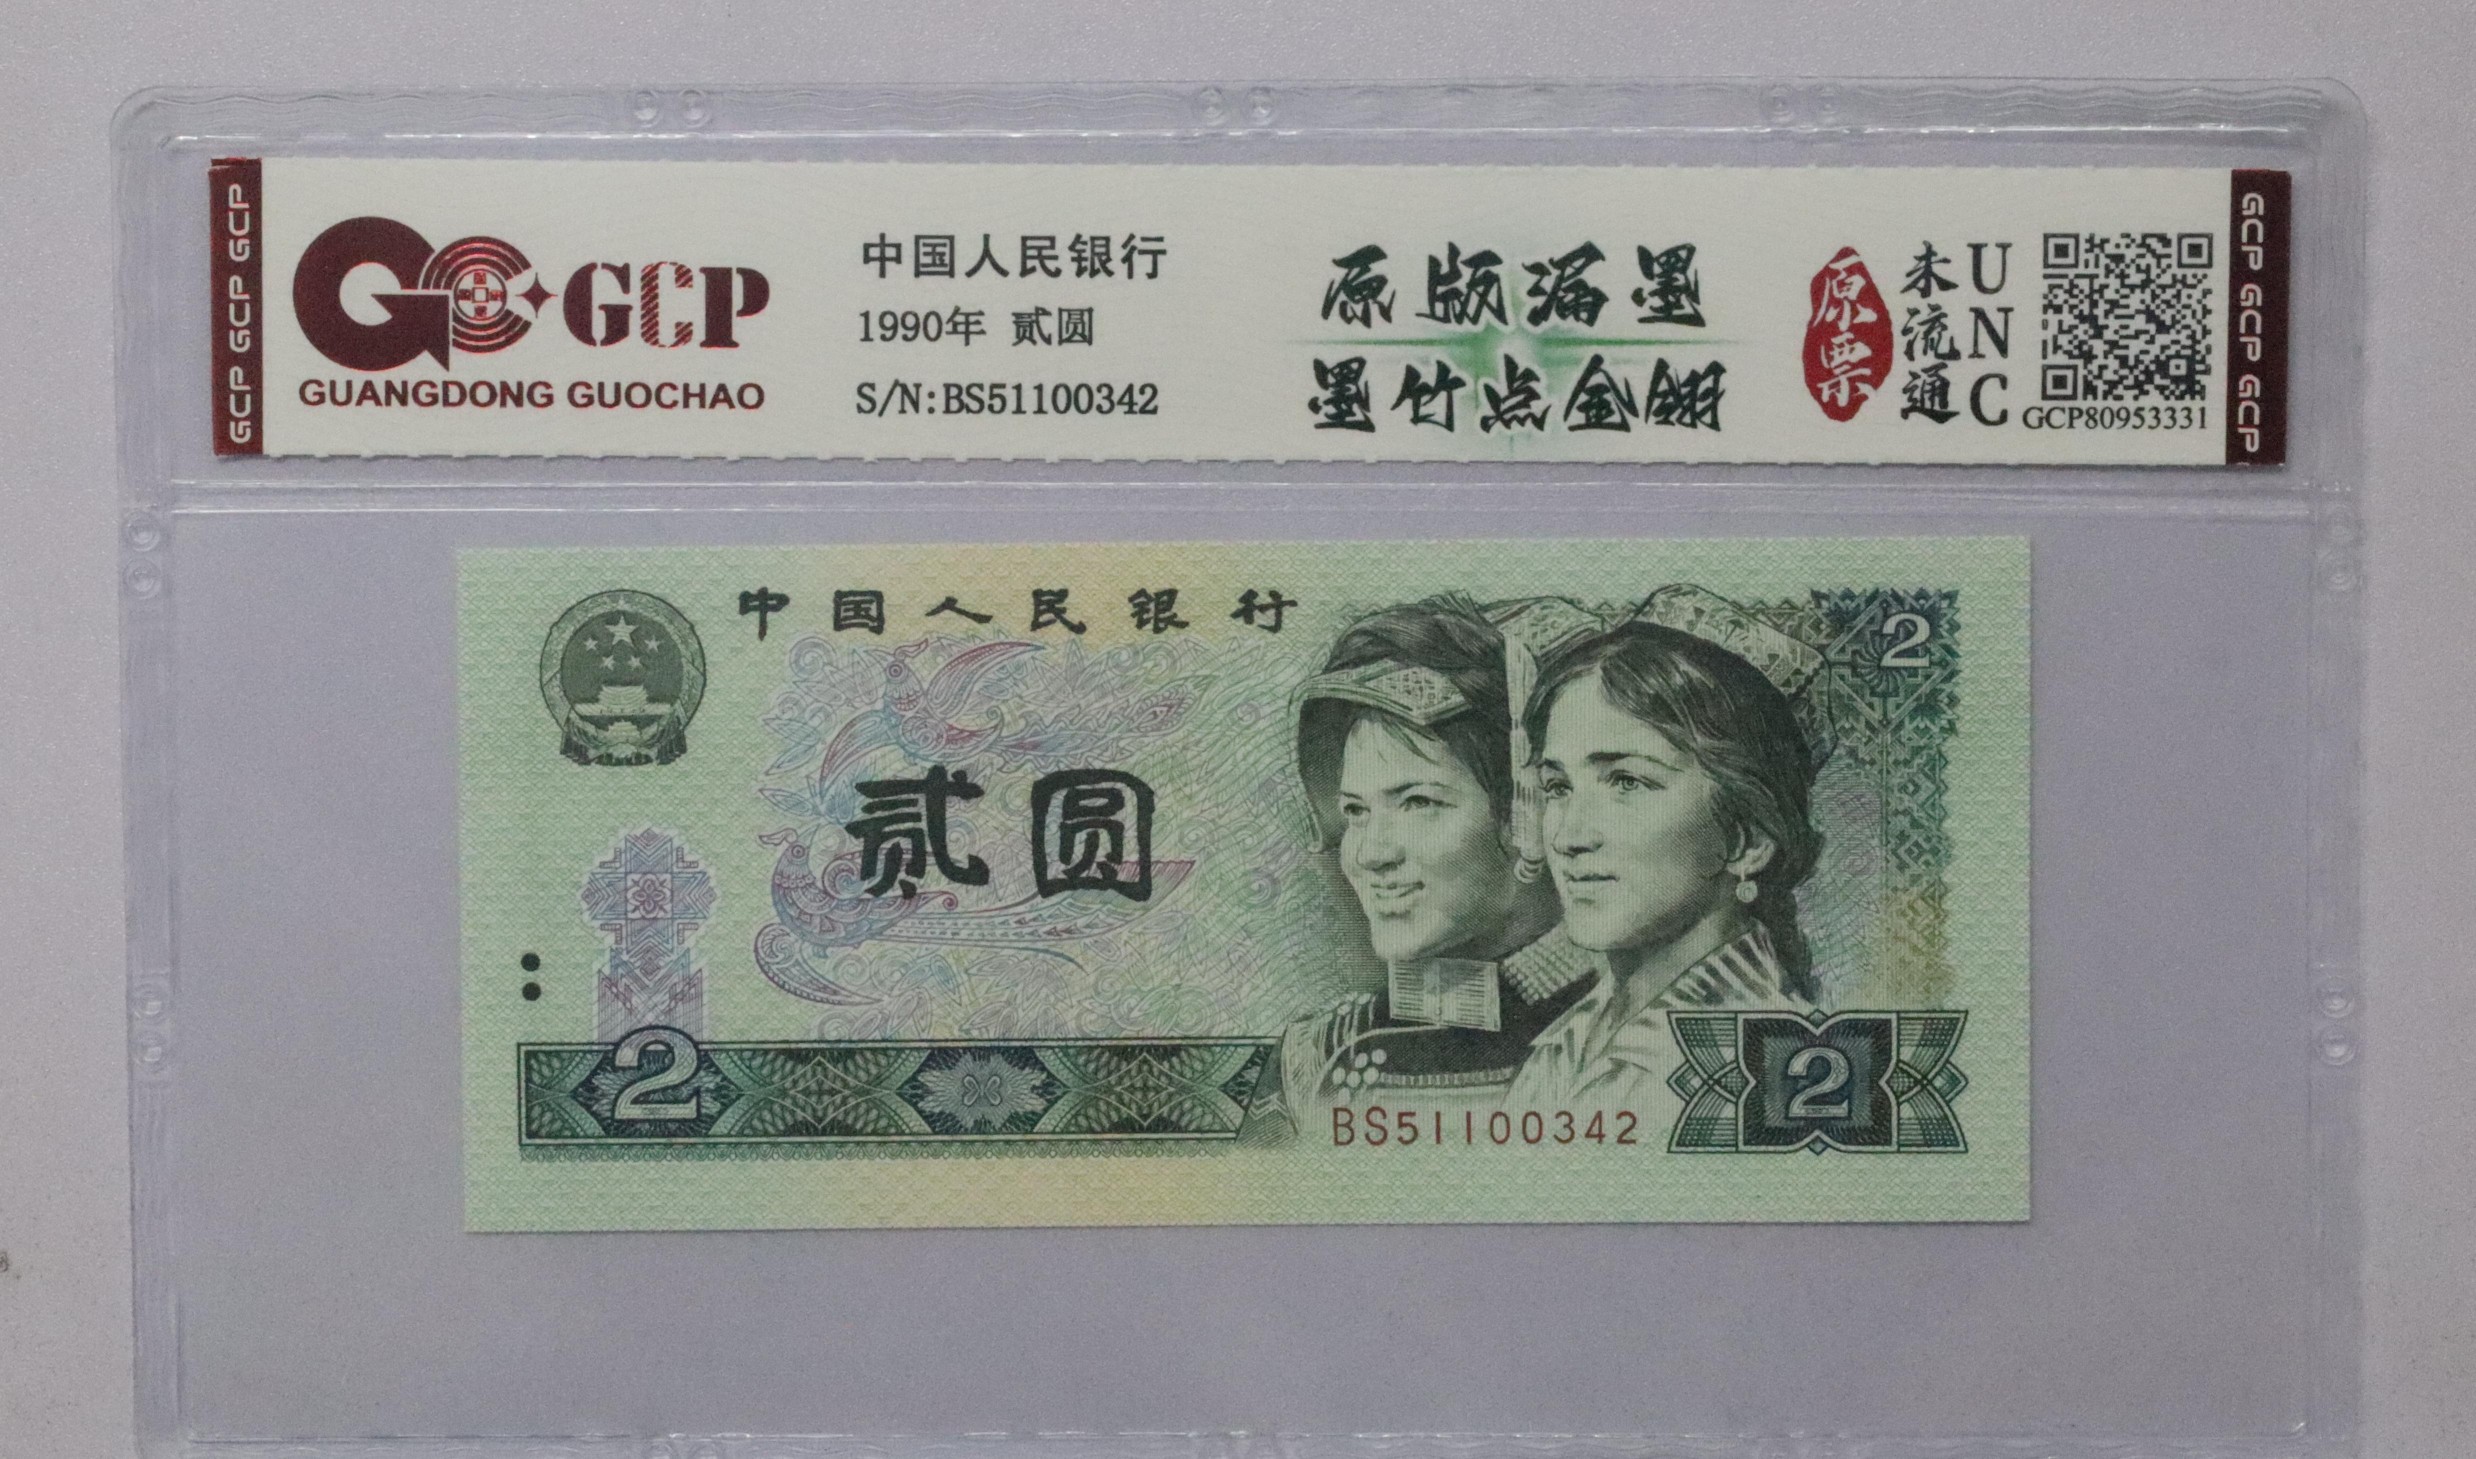 GCP GCP GCP
GCP
GUANGDONG GUOCHAO
中国人民银行
1990年 贰圆
S/N:BS51100342
原版漏墨
墨竹点金翎
原票
未流通
UNC
GCP80953331
GCP GCP GCP
中国人民银行
2
贰圆
2
BS51100342
2